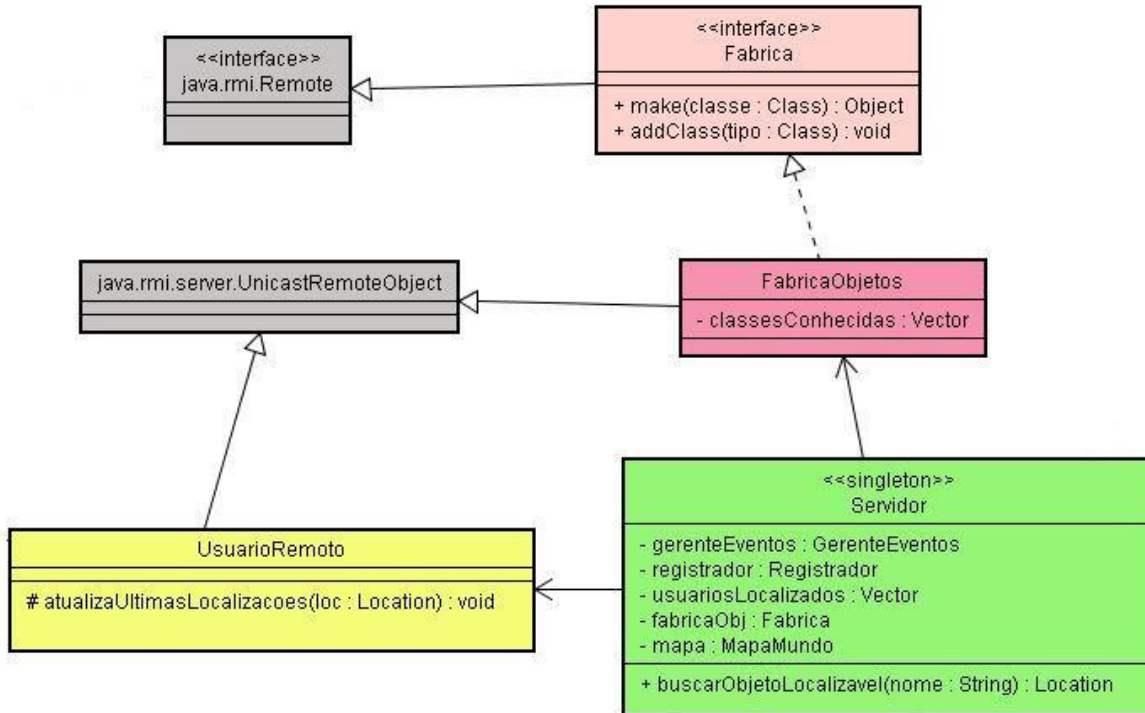 <<interface>>
java.rmi.Remote
<<interface>>
Fabrica
+ make(classe : Class) : Object
+ addClass(tipo : Class) : void
java.rmi.server.UnicastRemoteObject
FabricaObjetos
- classesConhecidas : Vector
UsuarioRemoto
# atualizaUltimasLocalizacoes(loc : Location) : void
<<singleton>>
Servidor
- gerenteEventos : GerenteEventos
- registrador : Registrador
- usuariosLocalizados : Vector
- fabricaObj : Fabrica
- mapa : MapaMundo
+ buscarObjetoLocalizavel(nome : String) : Location